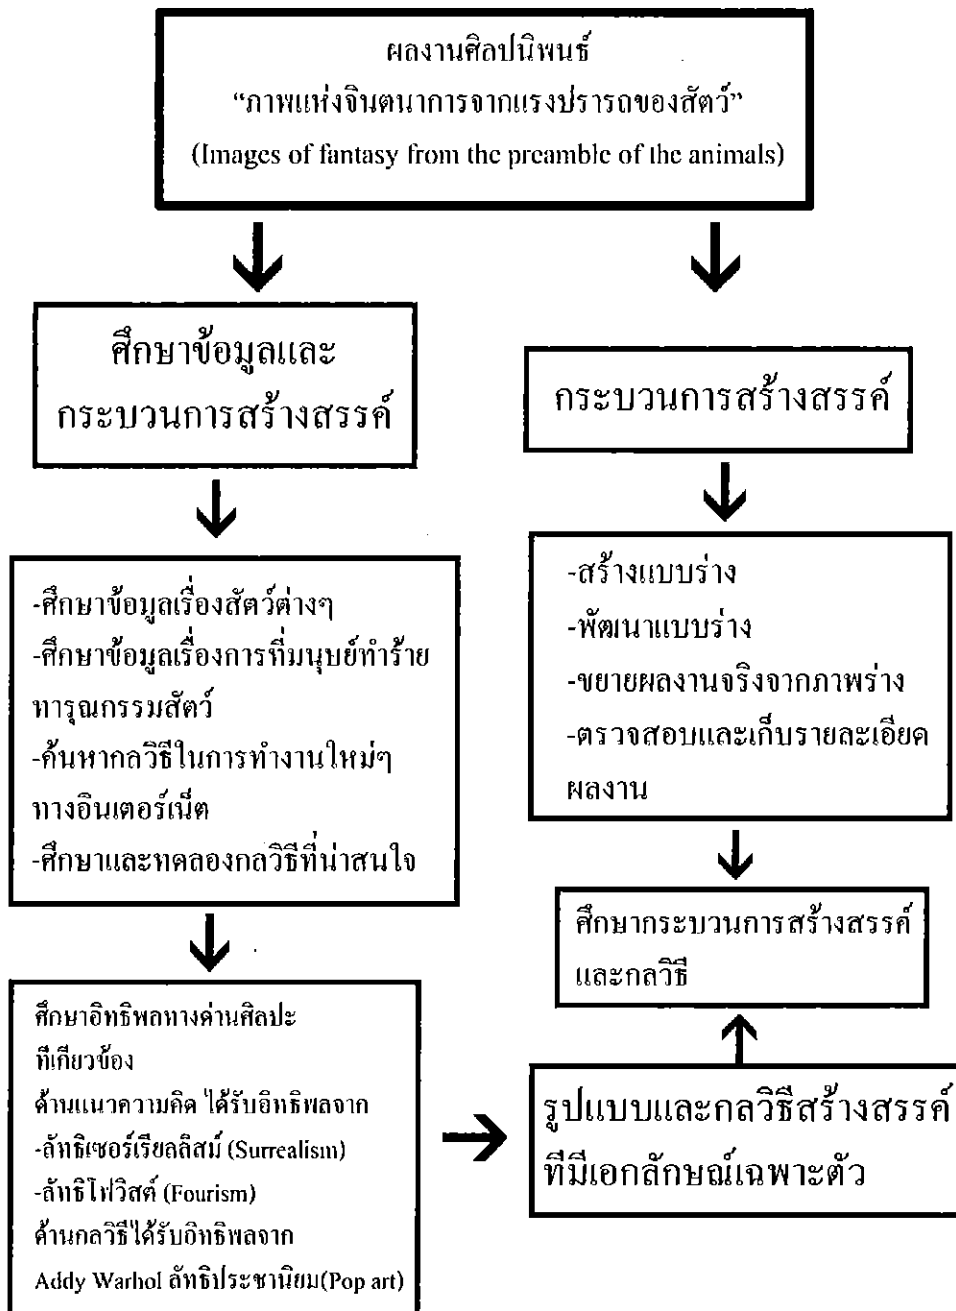 ผลงานศิลปนิพนธ์
“ภาพแห่งจินตนาการจากแรงปรารถของสัตว์”
(Images of fantasy from the preamble of the animals)
ศึกษาข้อมูลและ
กระบวนการสร้างสรรค์
-ศึกษาข้อมูลเรื่องสัตว์ต่างๆ
-ศึกษาข้อมูลเรื่องการที่มนุษย์ทำร้าย
ทารุณกรรมสัตว์
-ค้นหากลวิธีในการทำงานใหม่ๆ
ทางอินเตอร์เน็ต
-ศึกษาและทดลองกลวิธีที่น่าสนใจ
ศึกษาอิทธิพลทางด้านศิลปะ
ที่เกี่ยวข้อง
ด้านแนวความคิด ได้รับอิทธิพลจาก
-ลัทธิเซอร์เรียลลิสม์ (Surrealism)
-ลัทธิโฟวิสต์ (Fourism)
ด้านกลวิธีได้รับอิทธิพลจาก
Addy Warhol ลัทธิประชานิยม(Pop art)
กระบวนการสร้างสรรค์
-สร้างแบบร่าง
-พัฒนาแบบร่าง
-ขยายผลงานจริงจากภาพร่าง
-ตรวจสอบและเก็บรายละเอียด
ผลงาน
ศึกษากระบวนการสร้างสรรค์
และกลวิธี
รูปแบบและกลวิธีสร้างสรรค์
ที่มีเอกลักษณ์เฉพาะตัว